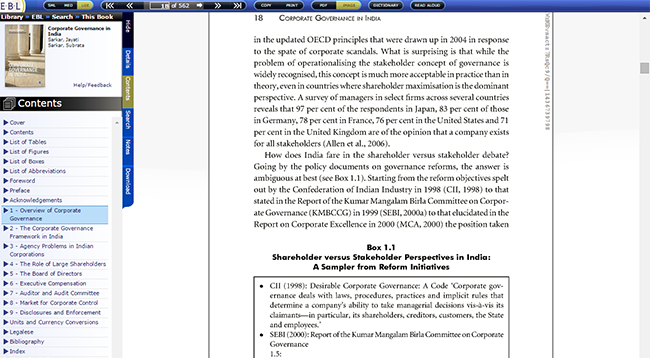 EBL
SML MED LGE
18 of 562
COPY PRINT PDF IMAGE DICTIONARY READ ALOUD
Library ► EBL ► Search ► This Book
Corporate Governance in
India
Sarkar, Jayati
Sarkar, Subrata
Help/Feedback
Contents
Cover
Contents
List of Tables
List of Figures
List of Boxes
List of Abbreviations
Foreword
Preface
Acknowledgements
1 - Overview of Corporate
Governance
2 - The Corporate Governance
Framework in India
3 - Agency Problems in Indian
Corporations
4 - The Role of Large Shareholders
5 - The Board of Directors
6 - Executive Compensation
7 - Auditor and Audit Committee
8 - Market for Corporate Control
9 - Disclosures and Enforcement
Units and Currency Conversions
Legalese
Bibliography
Index
Hide
Details
Contents
Search
Notes
Download
18 CORPORATE GOVERNANCE IN INDIA
in the updated OECD principles that were drawn up in 2004 in response
to the spate of corporate scandals. What is surprising is that while the
problem of operationalising the stakeholder concept of governance is
widely recognised, this concept is much more acceptable in practice than in
theory, even in countries where shareholder maximisation is the dominant
perspective. A survey of managers in select firms across several countries
reveals that 97 per cent of the respondents in Japan, 83 per cent of those
in Germany, 78 per cent in France, 76 per cent in the United States and 71
per cent in the United Kingdom are of the opinion that a company exists
for all stakeholders (Allen et al., 2006).
How does India fare in the shareholder versus stakeholder debate?
Going by the policy documents on governance reforms, the answer is
ambiguous at best (see Box 1.1). Starting from the reform objectives spelt
out by the Confederation of Indian Industry in 1998 (CII, 1998) to that
stated in the Report of the Kumar Mangalam Birla Committee on Corpor-
ate Governance (KMBCCG) in 1999 (SEBI, 2000a) to that elucidated in the
Report on Corporate Excellence in 2000 (MCA, 2000) the position taken
Box 1.1
Shareholder versus Stakeholder Perspectives in India:
A Sampler from Reform Initiatives
● CII (1998): Desirable Corporate Governance: A Code 'Corporate gov-
ernance deals with laws, procedures, practices and implicit rules that
determine a company's ability to take managerial decisions vis-à-vis its
claimants—in particular, its shareholders, creditors, customers, the State
and employees.'
● SEBI (2000): Report of the Kumar Mangalam Birla Committee on Corporate
Governance
1.5: